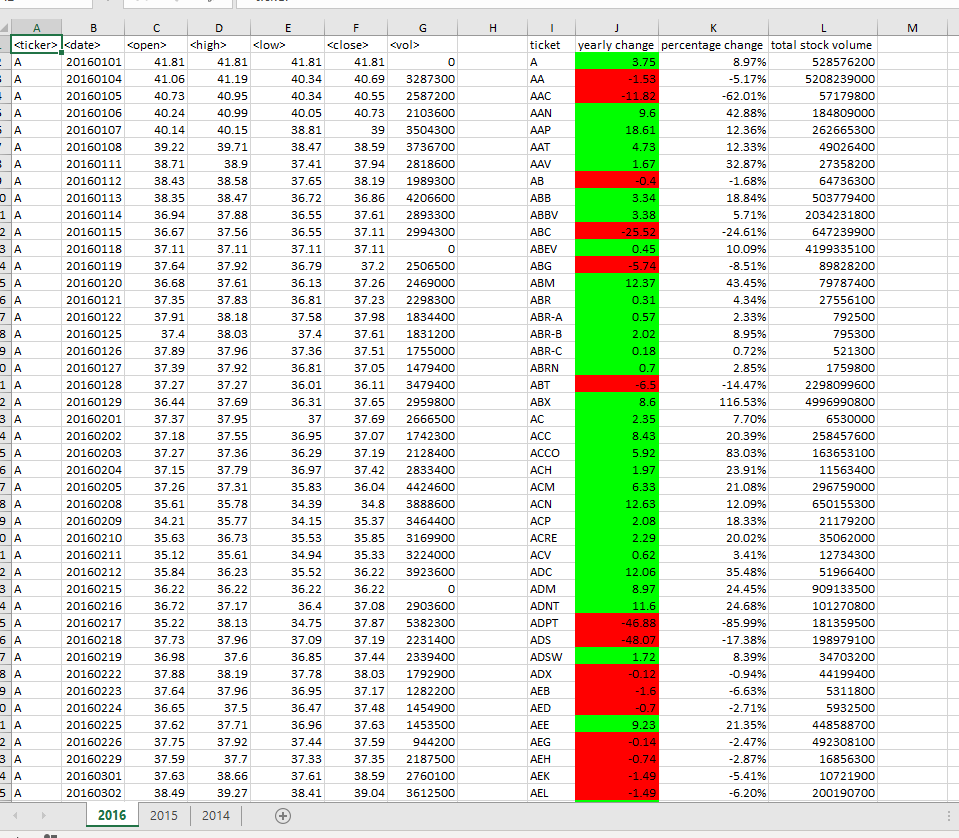 A B C D E F G H I J K L M
<ticker> <date> <open> <high> <low> <close> <vol> ticket yearly change percentage change total stock volume
A 20160101 41.81 41.81 41.81 41.81 0 A 3.75 8.97% 528576200
A 20160104 41.06 41.19 40.34 40.69 3287300 AA -1.53 -5.17% 5208239000
A 20160105 40.73 40.95 40.34 40.55 2587200 AAC -11.82 -62.01% 57179800
A 20160106 40.24 40.99 40.05 40.73 2103600 AAN 9.6 42.88% 184809000
A 20160107 40.14 40.15 38.81 39 3504300 AAP 18.61 12.36% 262665300
A 20160108 39.22 39.71 38.47 38.59 3736700 AAT 4.73 12.33% 49026400
A 20160111 38.71 38.9 37.41 37.94 2818600 AAV 1.67 32.87% 27358200
A 20160112 38.43 38.58 37.65 38.19 1989300 AB -0.4 -1.68% 64736300
A 20160113 38.35 38.47 36.72 36.86 4206600 ABB 3.34 18.84% 503779400
A 20160114 36.94 37.88 36.55 37.61 2893300 ABBV 3.38 5.71% 2034231800
A 20160115 36.67 37.56 36.55 37.11 2994300 ABC -25.52 -24.61% 647239900
A 20160118 37.11 37.11 37.11 37.11 0 ABEV 0.45 10.09% 4199335100
A 20160119 37.64 37.92 36.79 37.2 2506500 ABG -5.74 -8.51% 89828200
A 20160120 36.68 37.61 36.13 37.26 2469000 ABM 12.37 43.45% 79787400
A 20160121 37.35 37.83 36.81 37.23 2298300 ABR 0.31 4.34% 27556100
A 20160122 37.91 38.18 37.58 37.98 1834400 ABR-A 0.57 2.33% 792500
A 20160125 37.4 38.03 37.4 37.61 1831200 ABR-B 2.02 8.95% 795300
A 20160126 37.89 37.96 37.36 37.51 1755000 ABR-C 0.18 0.72% 521300
A 20160127 37.39 37.92 36.81 37.05 1479400 ABRN 0.7 2.85% 1759800
A 20160128 37.27 37.27 36.01 36.11 3479400 ABT -6.5 -14.47% 2298099600
A 20160129 36.44 37.69 36.31 37.65 2959800 ABX 8.6 116.53% 4996990800
A 20160201 37.37 37.95 37 37.69 2666500 AC 2.35 7.70% 6530000
A 20160202 37.18 37.55 36.95 37.07 1742300 ACC 8.43 20.39% 258457600
A 20160203 37.27 37.36 36.29 37.19 2128400 ACCO 5.92 83.03% 163653100
A 20160204 37.15 37.79 36.97 37.42 2833400 ACH 1.97 23.91% 11563400
A 20160205 37.26 37.31 35.83 36.04 4424600 ACM 6.33 21.08% 296759000
A 20160208 35.61 35.78 34.39 34.8 3888600 ACN 12.63 12.09% 650155300
A 20160209 34.21 35.77 34.15 35.37 3464400 ACP 2.08 18.33% 21179200
A 20160210 35.63 36.73 35.53 35.85 3169900 ACRE 2.29 20.02% 35062000
A 20160211 35.12 35.61 34.94 35.33 3224000 ACV 0.62 3.41% 12734300
A 20160212 35.84 36.23 35.52 36.22 3923600 ADC 12.06 35.48% 51966400
A 20160215 36.22 36.22 36.22 36.22 0 ADM 8.97 24.45% 909133500
A 20160216 36.72 37.17 36.4 37.08 2903600 ADNT 11.6 24.68% 101270800
A 20160217 35.22 38.13 34.75 37.87 5382300 ADPT -46.88 -85.99% 181359500
A 20160218 37.73 37.96 37.09 37.19 2231400 ADS -48.07 -17.38% 198979100
A 20160219 36.98 37.6 36.85 37.44 2339400 ADSW 1.72 8.39% 34703200
A 20160222 37.88 38.19 37.78 38.03 1792900 ADX -0.12 -0.94% 44199400
A 20160223 37.64 37.96 36.95 37.17 1282200 AEB -1.6 -6.63% 5311800
A 20160224 36.65 37.5 36.47 37.48 1454900 AED -0.7 -2.71% 5932500
A 20160225 37.62 37.71 36.96 37.63 1453500 AEE 9.23 21.35% 448588700
A 20160226 37.75 37.92 37.44 37.59 944200 AEG -0.14 -2.47% 492308100
A 20160229 37.59 37.7 37.33 37.35 2187500 AEH -0.74 -2.87% 16856300
A 20160301 37.63 38.66 37.61 38.59 2760100 AEK -1.49 -5.41% 10721900
A 20160302 38.49 39.27 38.41 39.04 3612500 AEL -1.49 -6.20% 200190700
2016 2015 2014